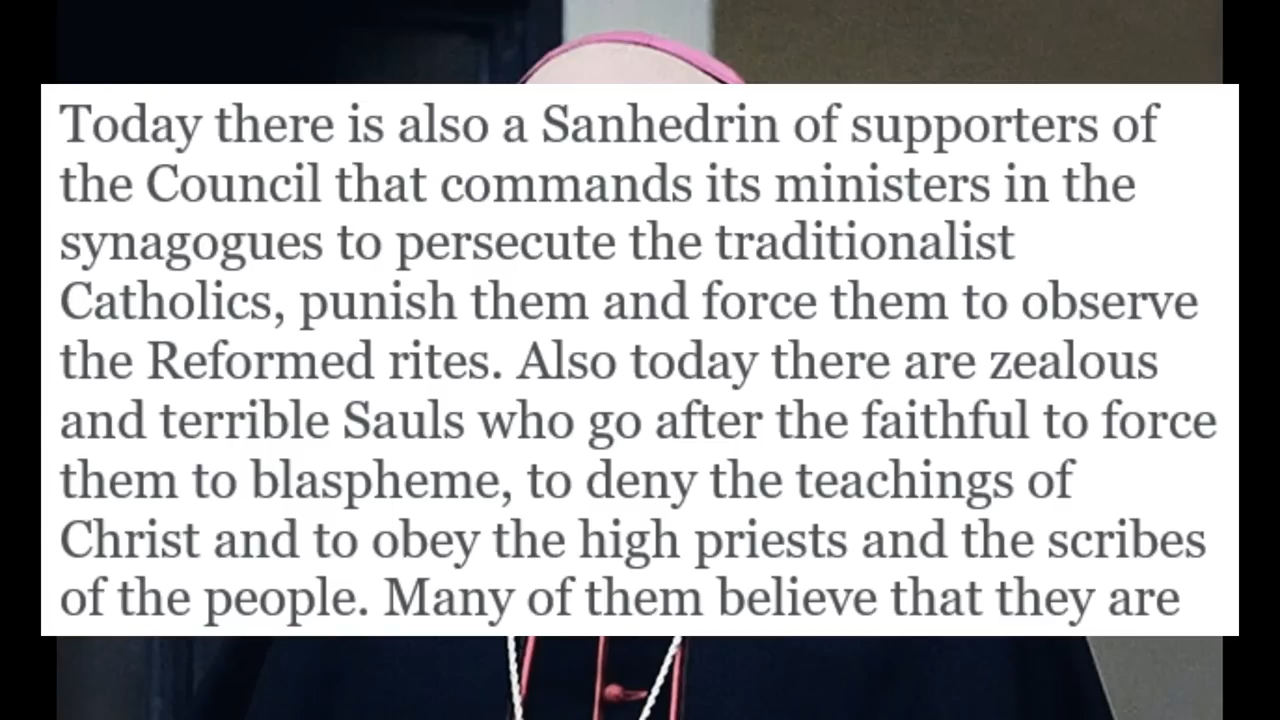 Today there is also a Sanhedrin of supporters of
the Council that commands its ministers in the
synagogues to persecute the traditionalist
Catholics, punish them and force them to observe
the Reformed rites. Also today there are zealous
and terrible Sauls who go after the faithful to force
them to blaspheme, to deny the teachings of
Christ and to obey the high priests and the scribes
of the people. Many of them believe that they are